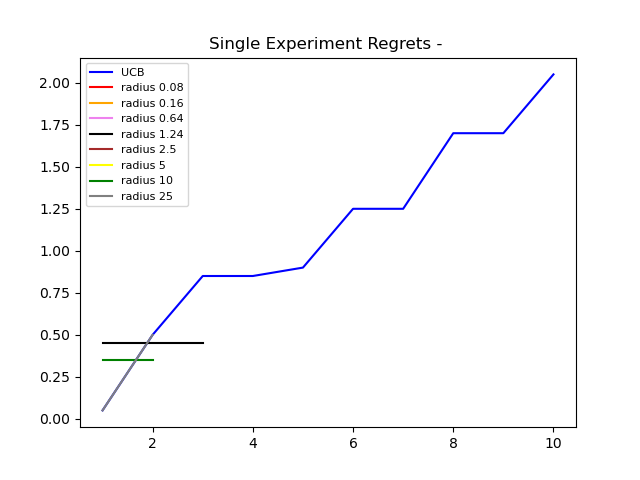 Single Experiment Regrets -
UCB
radius 0.08
radius 0.16
radius 0.64
radius 1.24
radius 2.5
radius 5
radius 10
radius 25
2.00
1.75
1.50
1.25
1.00
0.75
0.50
0.25
0.00
2 4 6 8 10